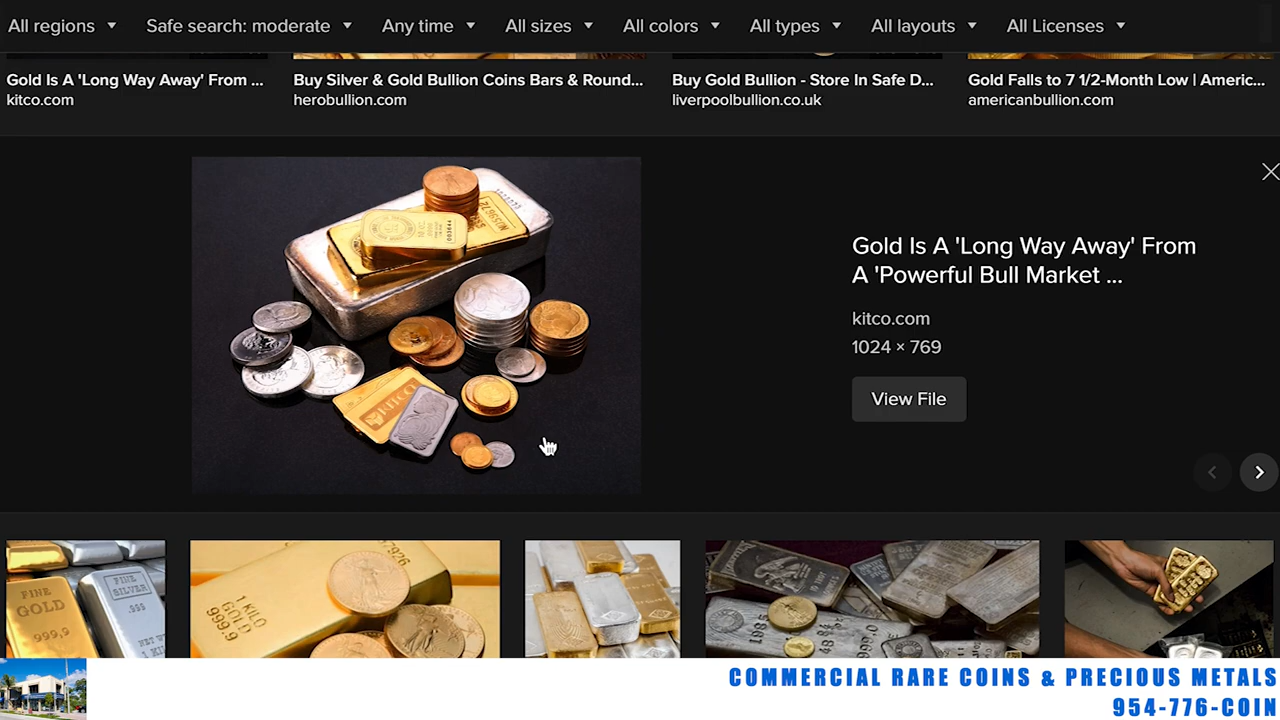 All regions
Safe search: moderate
Any time
All sizes
All colors
All types
All layouts
All Licenses
Gold Is A 'Long Way Away' From ...
kitco.com
Buy Silver & Gold Bullion Coins Bars & Round...
herobullion.com
Buy Gold Bullion - Store In Safe D...
liverpoolbullion.co.uk
Gold Falls to 7 1/2-Month Low | Americ...
americanbullion.com
KITCO
Gold Is A 'Long Way Away' From
A 'Powerful Bull Market ...
kitco.com
1024 × 769
View File
FINE
GOLD
999,9
FINE
SILVER
999
1 KILO
GOLD
999.9
COMMERCIAL RARE COINS & PRECIOUS METALS
954-776-COIN